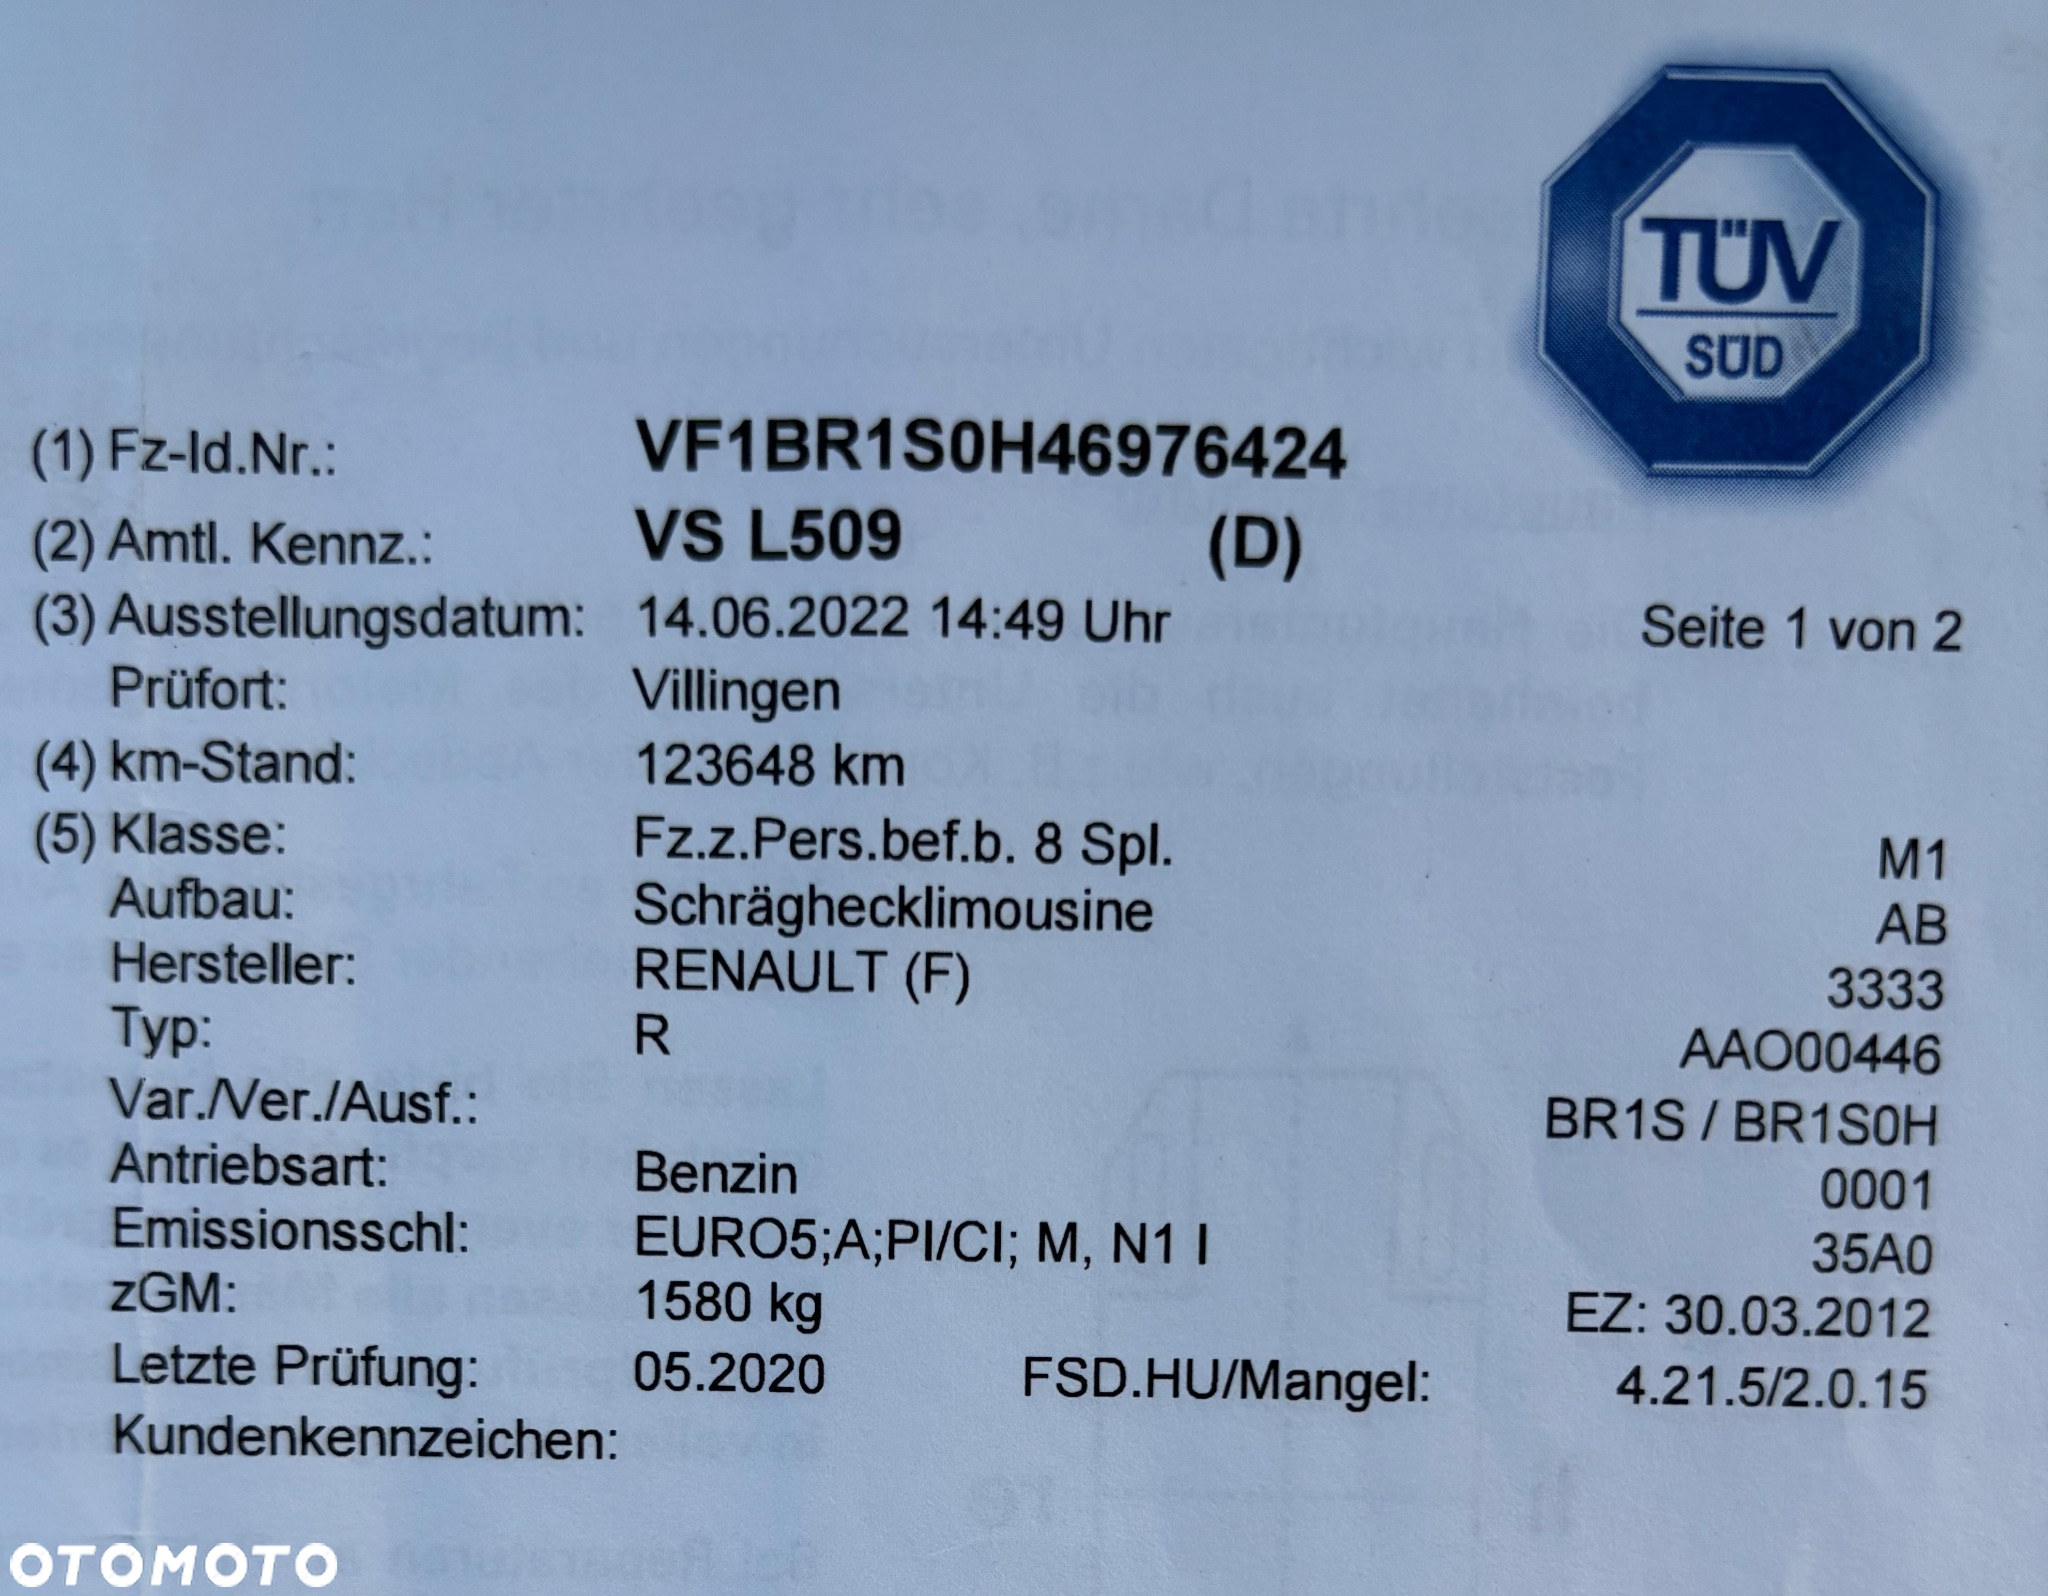 TÜV
SÜD
(1) Fz-Id.Nr.: VF1BR1S0H46976424
(2) Amtl. Kennz.: VS L509 (D)
(3) Ausstellungsdatum: 14.06.2022 14:49 Uhr Seite 1 von 2
Prüfort: Villingen
(4) km-Stand: 123648 km
(5) Klasse: Fz.z.Pers.bef.b. 8 Spl. M1
Aufbau: Schräghecklimousine AB
Hersteller: RENAULT (F) 3333
Typ: R AAO00446
Var./Ver./Ausf.: BR1S / BR1S0H
Antriebsart: Benzin 0001
Emissionsschl: EURO5;A;PI/CI; M, N1 I 35A0
zGM: 1580 kg EZ: 30.03.2012
Letzte Prüfung: 05.2020 FSD.HU/Mangel: 4.21.5/2.0.15
Kundenkennzeichen:
OTOMOTO